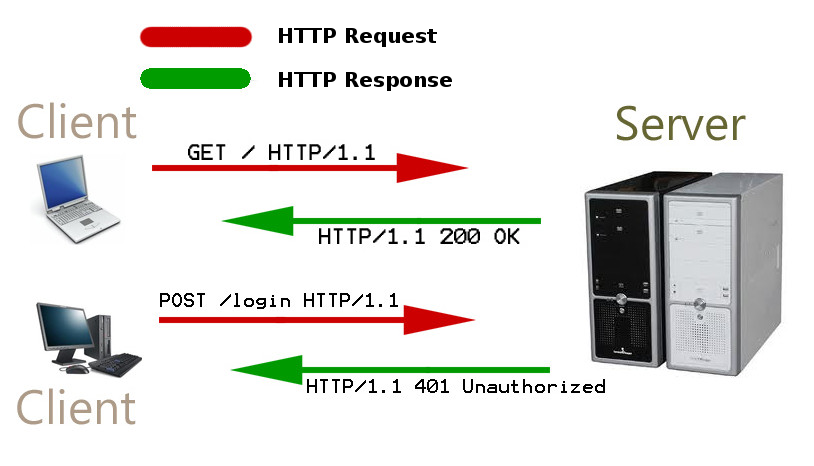 HTTP Request
HTTP Response
Client
Server
GET / HTTP/1.1
HTTP/1.1 200 OK
POST /login HTTP/1.1
HTTP/1.1 401 Unauthorized
Client